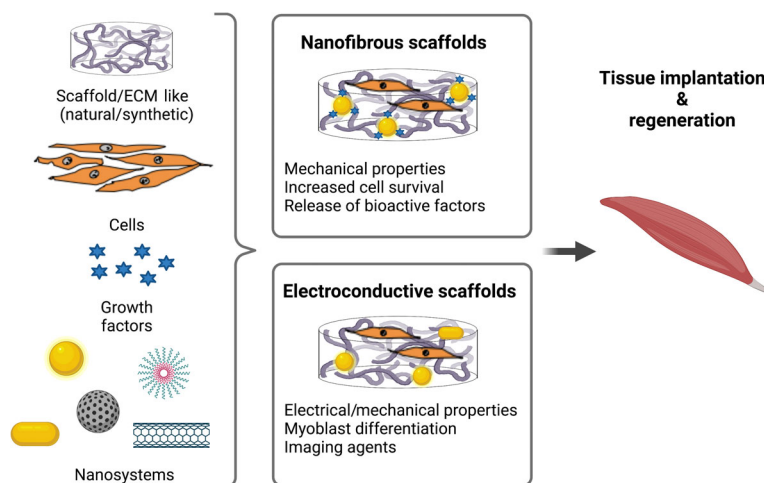 Scaffold/ECM like
(natural/synthetic)
Cells
Growth
factors
Nanosystems
Nanofibrous scaffolds
Mechanical properties
Increased cell survival
Release of bioactive factors
Electroconductive scaffolds
Electrical/mechanical properties
Myoblast differentiation
Imaging agents
Tissue implantation
&
regeneration